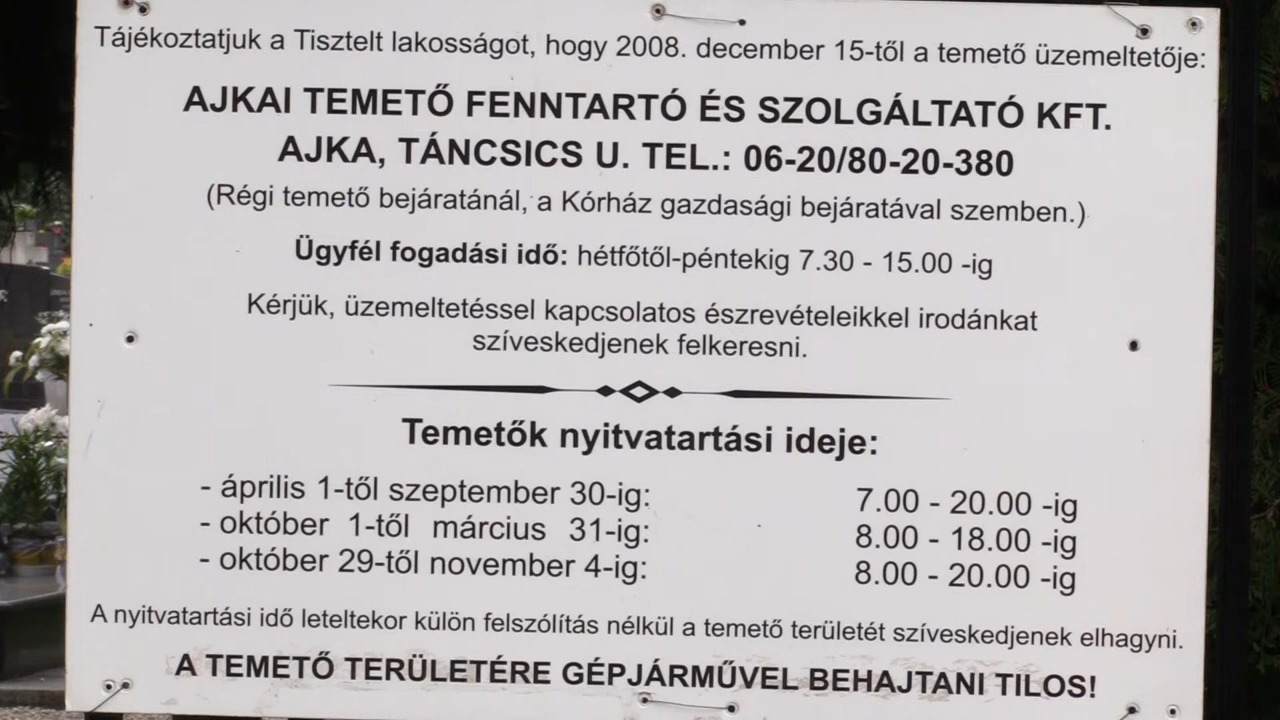 Tájékoztatjuk a Tisztelt lakosságot, hogy 2008. december 15-től a temető üzemeltetője:
AJKAI TEMETŐ FENNTARTÓ ÉS SZOLGÁLTATÓ KFT.
AJKA, TÁNCSICS U. TEL.: 06-20/80-20-380
(Régi temető bejáratánál, a Kórház gazdasági bejáratával szemben.)
Ügyfél fogadási idő: hétfőtől-péntekig 7.30 - 15.00 -ig
Kérjük, üzemeltetéssel kapcsolatos észrevételeikkel irodánkat
szíveskedjenek felkeresni.
Temetők nyitvatartási ideje:
- április 1-től szeptember 30-ig: 7.00 - 20.00 -ig
- október 1-től március 31-ig: 8.00 - 18.00 -ig
- október 29-től november 4-ig: 8.00 - 20.00 -ig
A nyitvatartási idő leteltekor külön felszólítás nélkül a temető területét szíveskedjenek elhagyni.
A TEMETŐ TERÜLETÉRE GÉPJÁRMŰVEL BEHAJTANI TILOS!